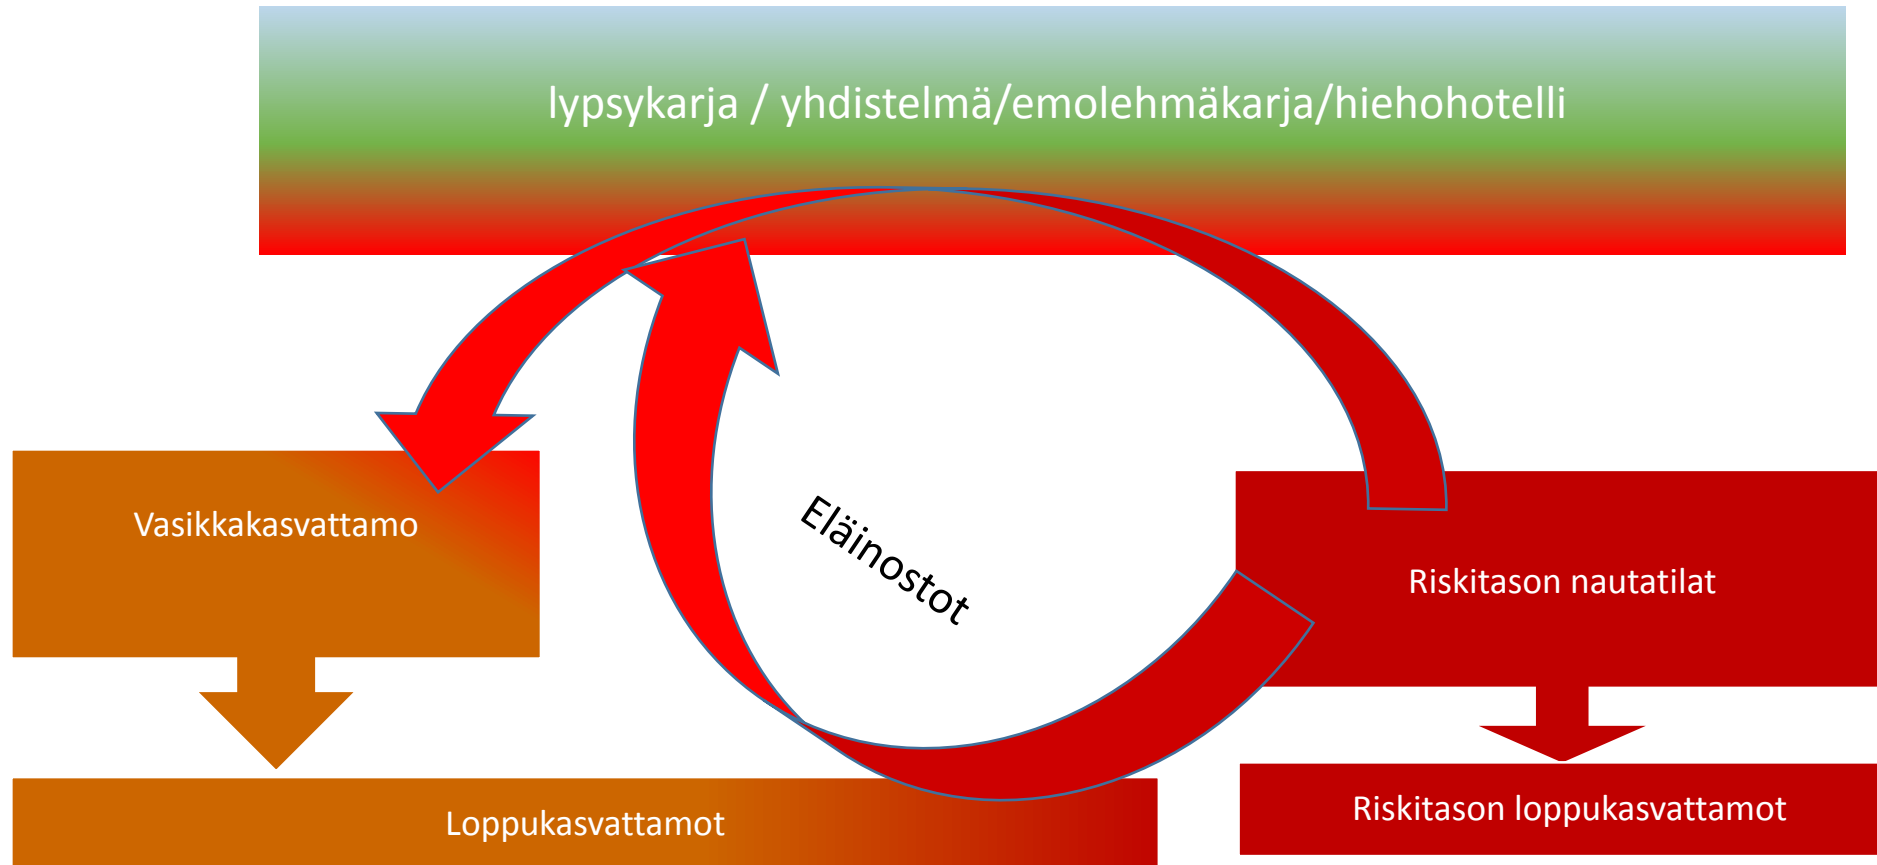 lypsykarja / yhdistelmä/emolehmäkarja/hiehohotelli
Vasikkakasvattamo
Eläinostot
Riskitason nautatilat
Loppukasvattamot
Riskitason loppukasvattamot